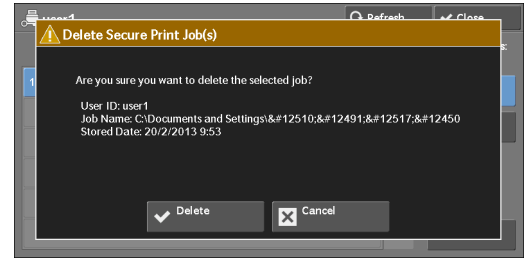 user1
Refresh
Close
Delete Secure Print Job(s)
1
Are you sure you want to delete the selected job?
User ID: user1
Job Name: C:\Documents and Settings\&#12510;&#12491;&#12517;&#12450
Stored Date: 20/2/2013 9:53
Delete
Cancel